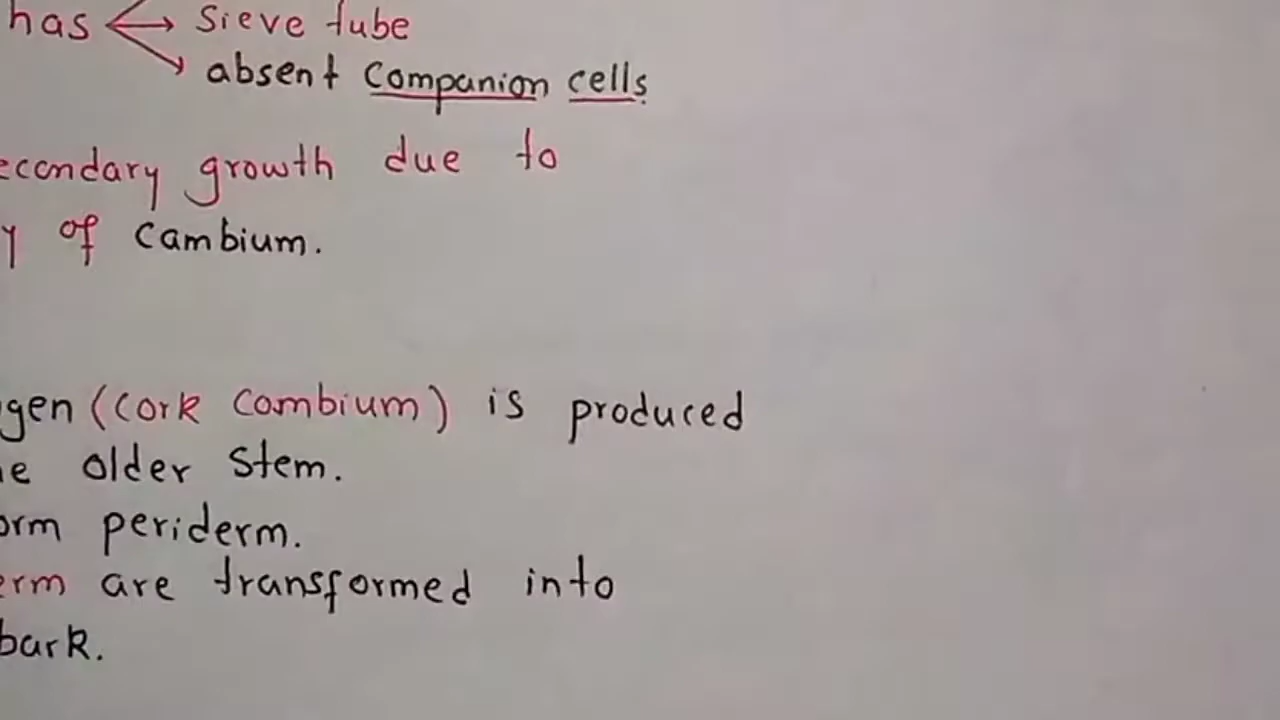 has → Sieve tube
absent Companion cells
econdary growth due to
y of Cambium.
gen (cork Cambium) is produced
e older Stem.
orm periderm.
erm are transformed into
bark.